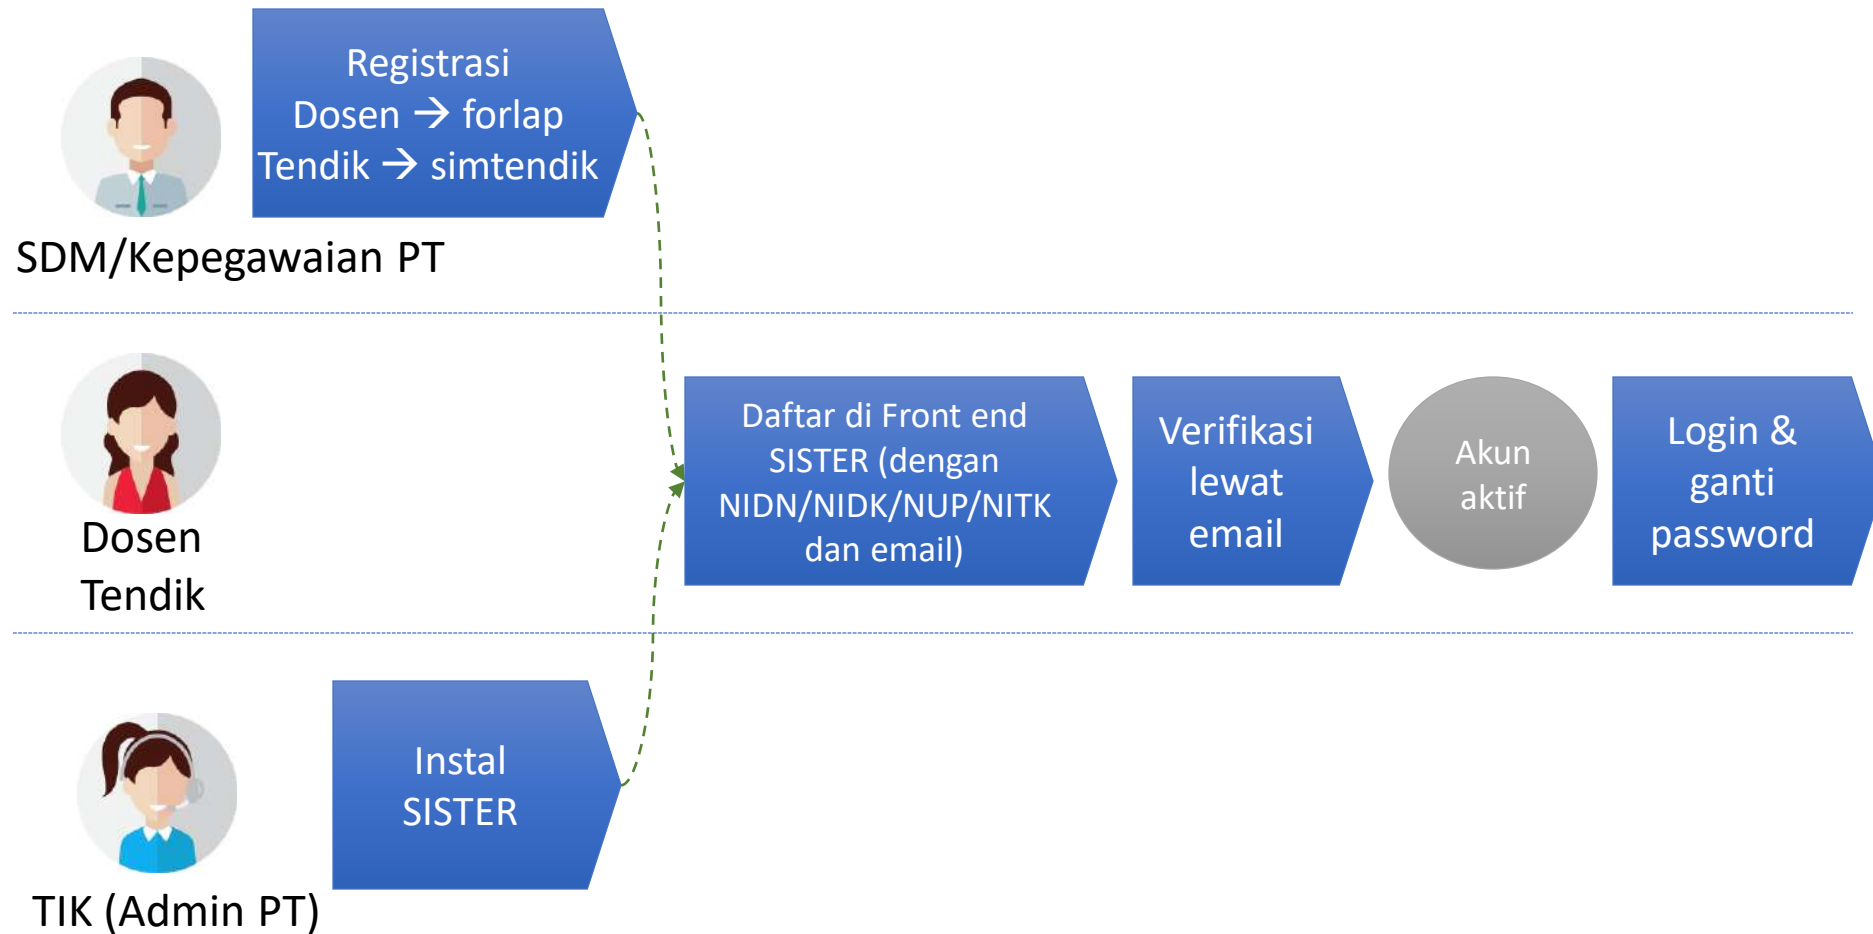 Registrasi
Dosen → forlap
Tendik → simtendik
SDM/Kepegawaian PT
Dosen
Tendik
Daftar di Front end
SISTER (dengan
NIDN/NIDK/NUP/NITK
dan email)
Verifikasi
lewat
email
Akun
aktif
Login &
ganti
password
Instal
SISTER
TIK (Admin PT)